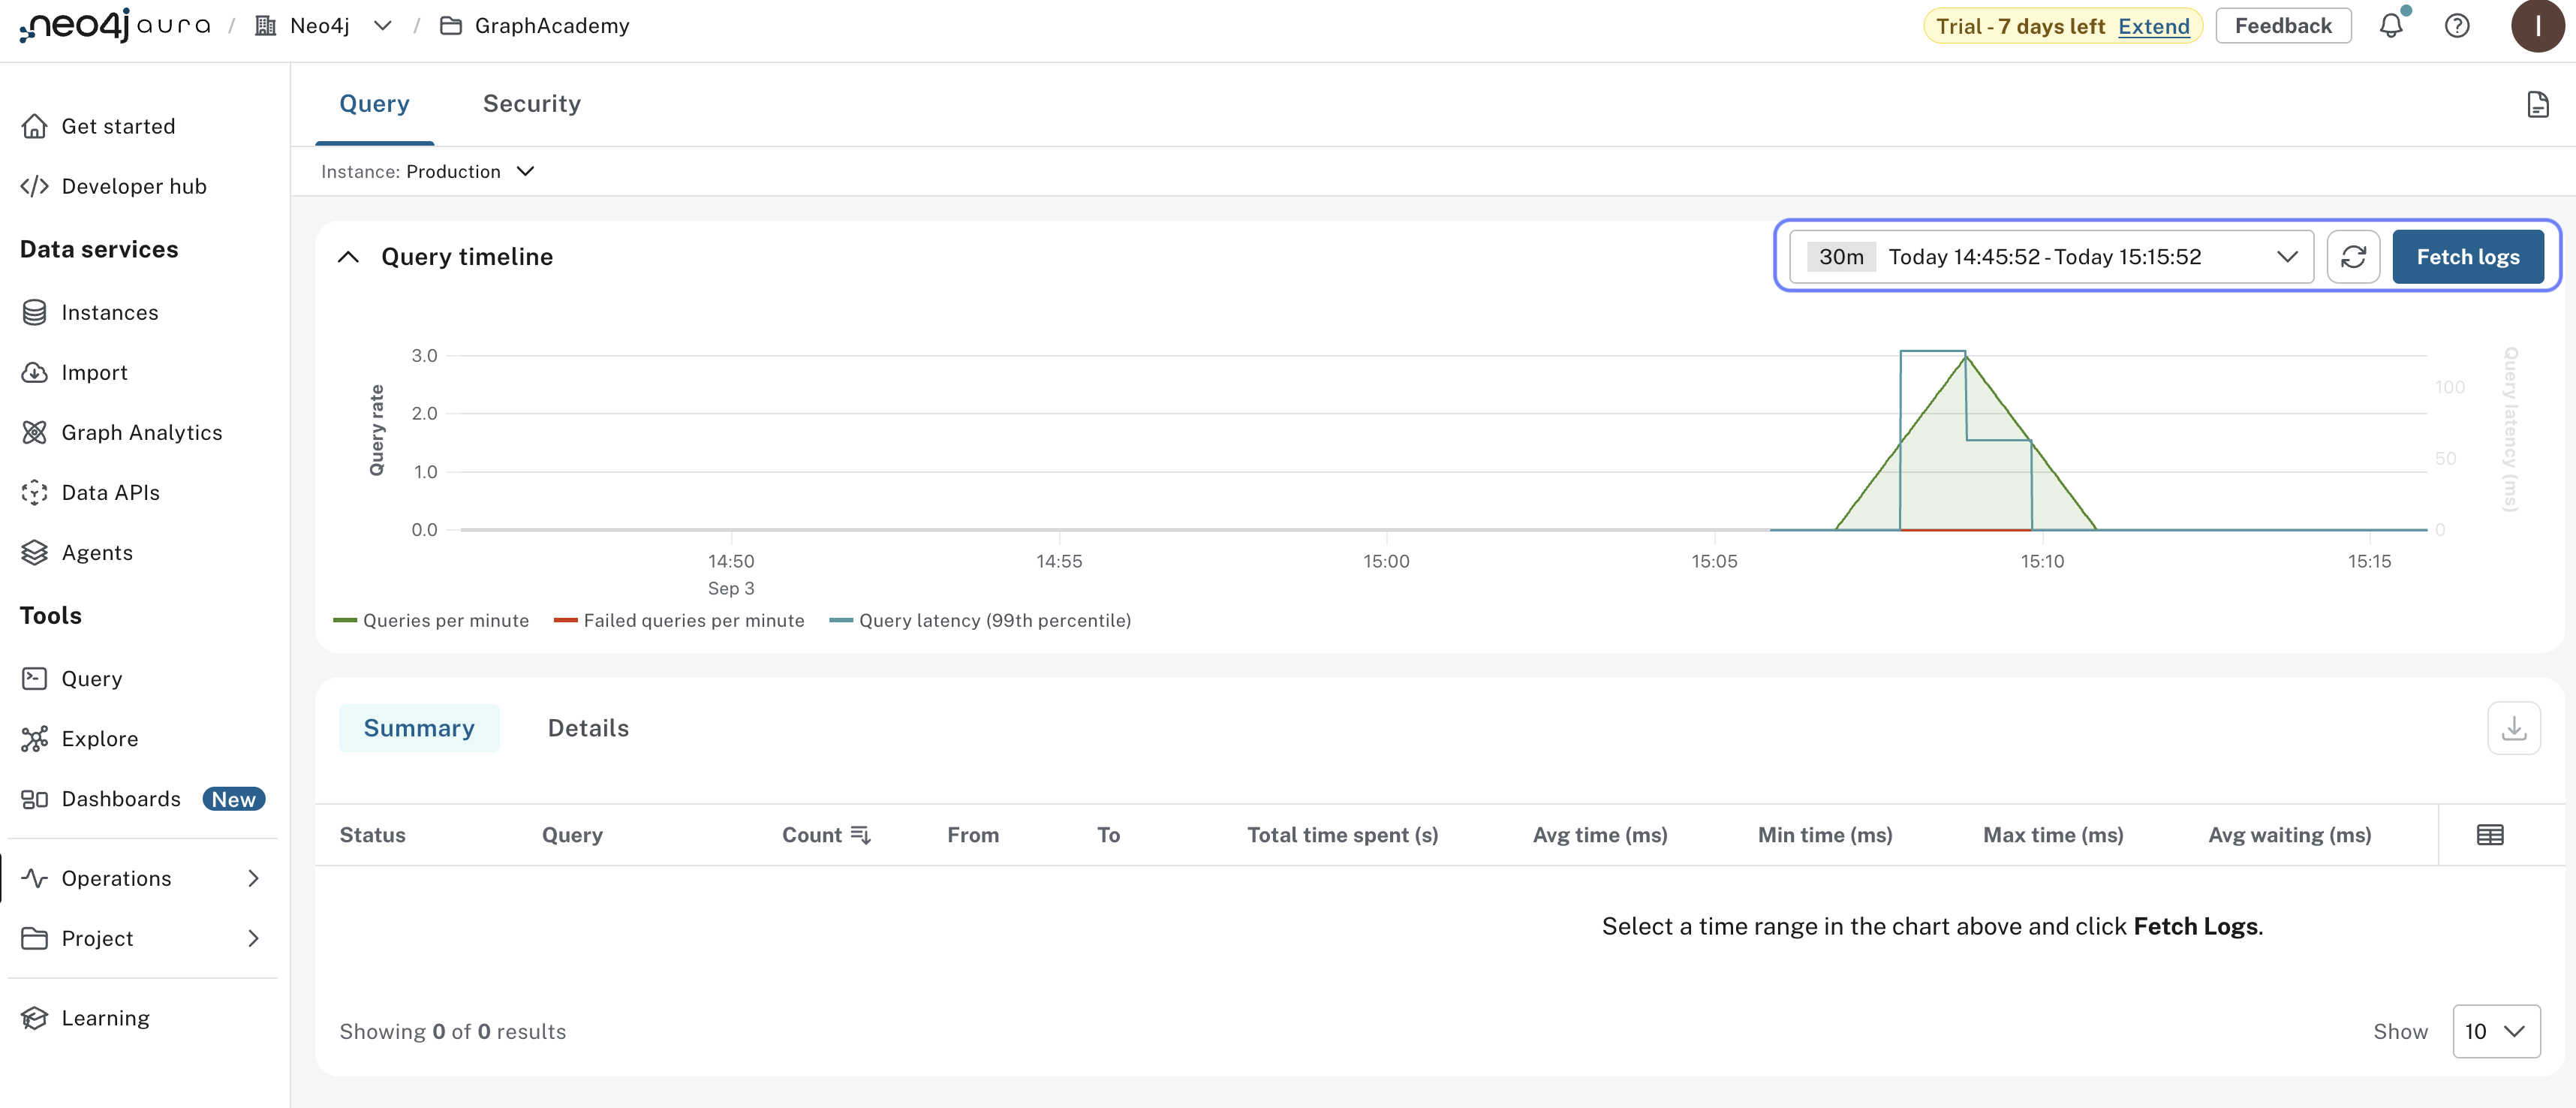 neo4j aura / Neo4j / GraphAcademy
Trial - 7 days left Extend
Feedback
I
Get started
Developer hub
Data services
Instances
Import
Graph Analytics
Data APIs
Agents
Tools
Query
Explore
Dashboards New
Operations
Project
Learning
Query Security
Instance: Production
Query timeline
30m Today 14:45:52 - Today 15:15:52
Fetch logs
Query rate
3.0
2.0
1.0
0.0
100
50
0
Query latency (ms)
14:50 14:55 15:00 15:05 15:10 15:15
Sep 3
Queries per minute Failed queries per minute Query latency (99th percentile)
Summary Details
Status Query Count From To Total time spent (s) Avg time (ms) Min time (ms) Max time (ms) Avg waiting (ms)
Select a time range in the chart above and click Fetch Logs.
Showing 0 of 0 results
Show 10